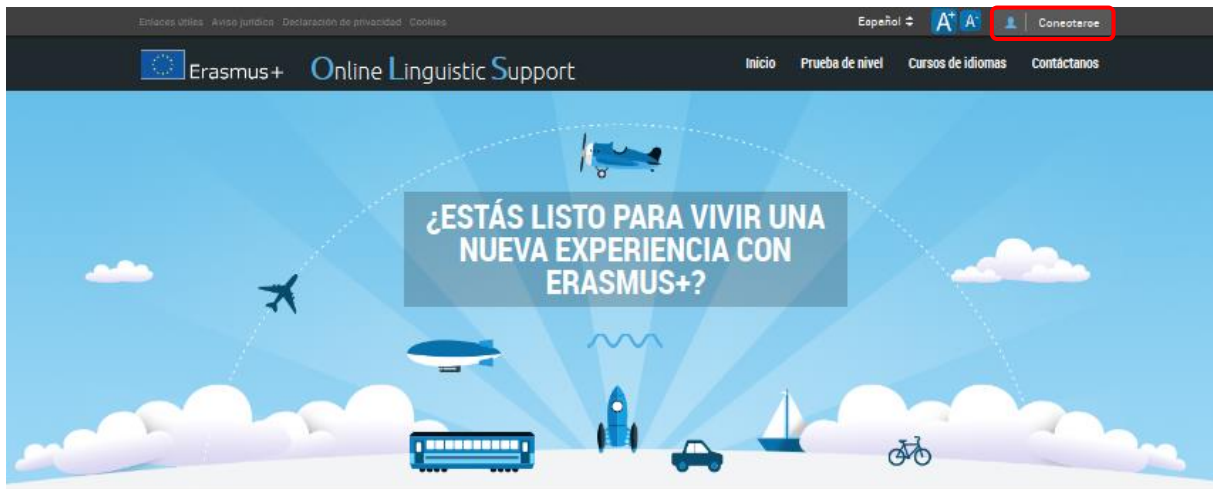 Enlaces útiles Aviso jurídico Declaración de privacidad Cookies Español A+ A- Conectarse
Erasmus+ Online Linguistic Support Inicio Prueba de nivel Cursos de idiomas Contáctanos
¿ESTÁS LISTO PARA VIVIR UNA
NUEVA EXPERIENCIA CON
ERASMUS+?